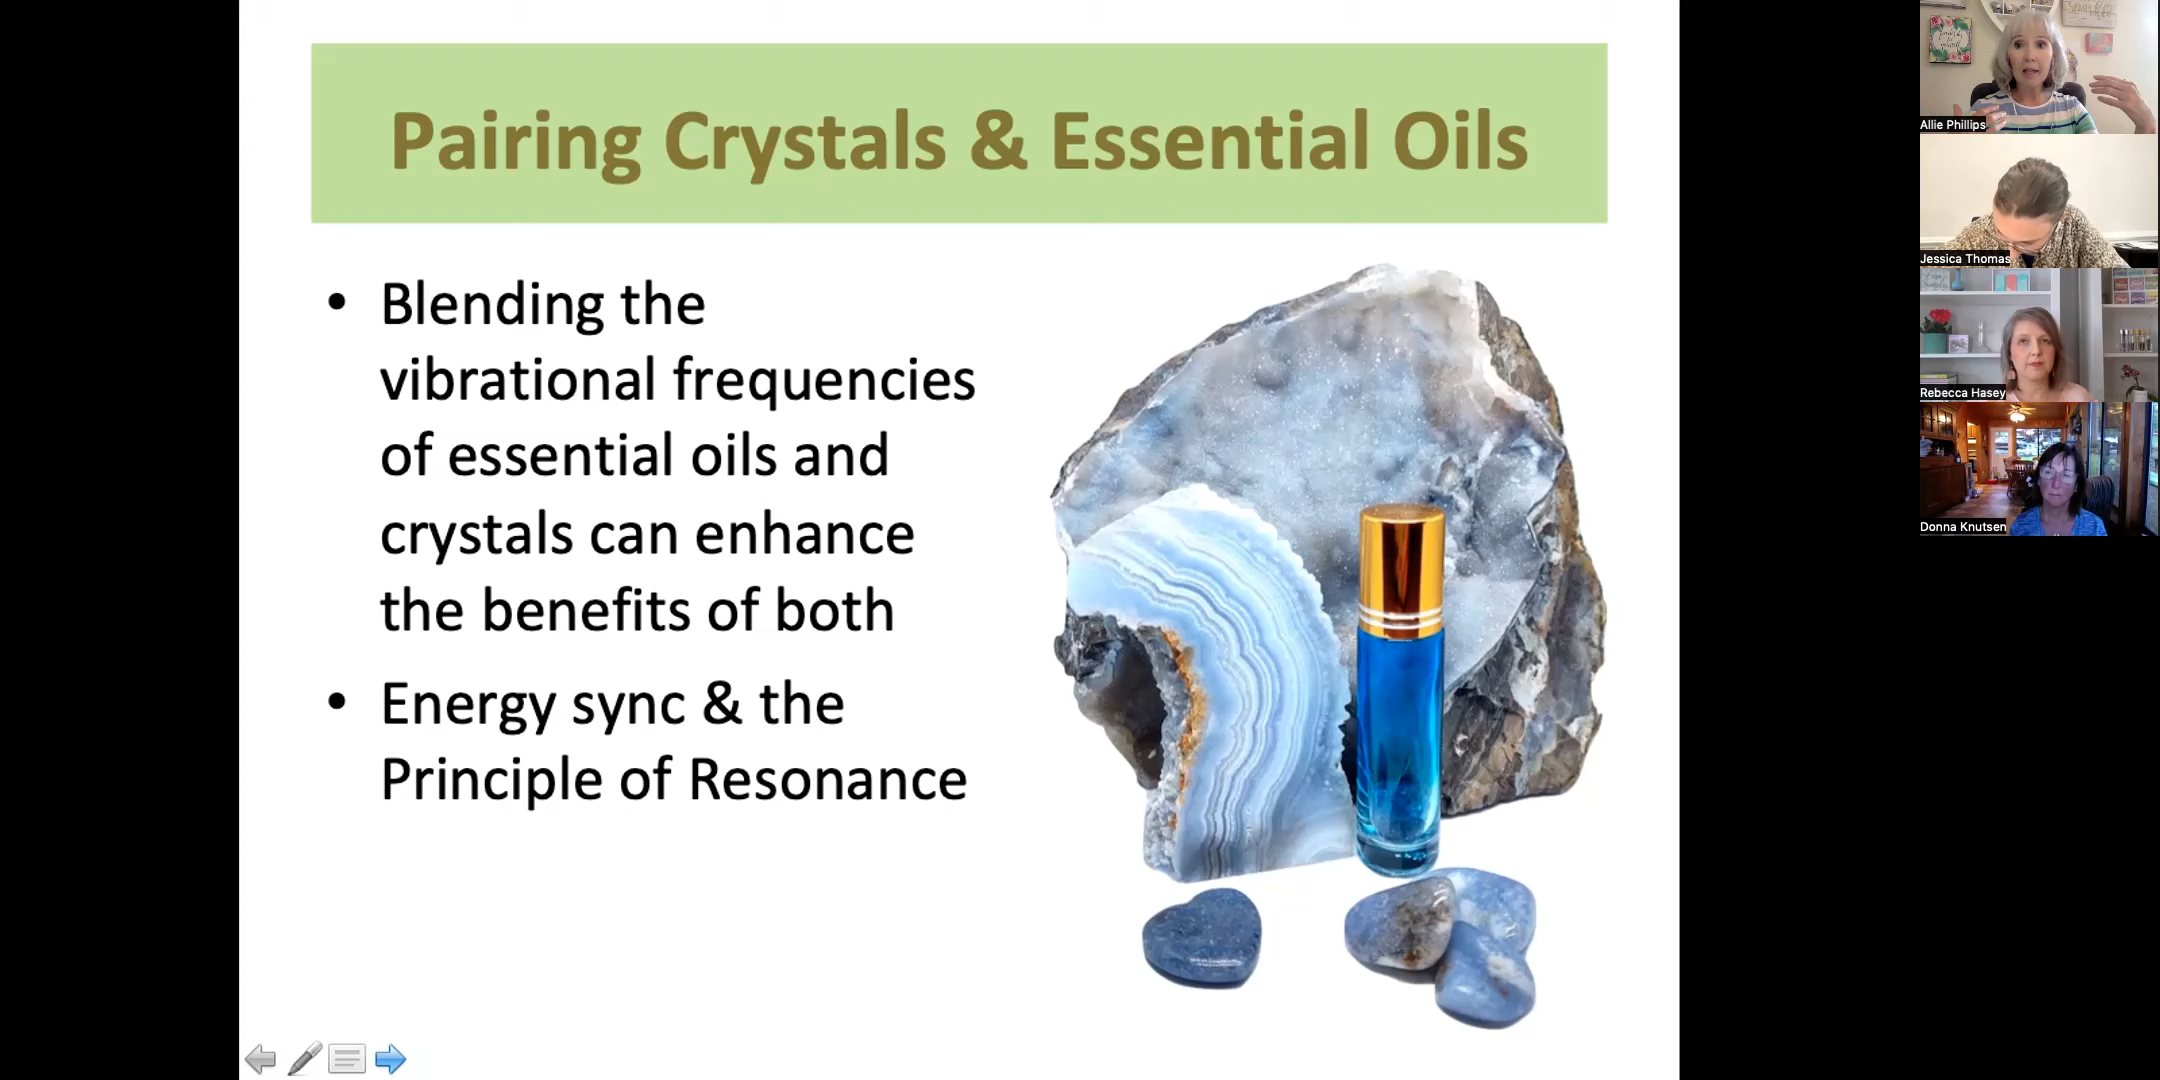 Pairing Crystals & Essential Oils
• Blending the
vibrational frequencies
of essential oils and
crystals can enhance
the benefits of both
• Energy sync & the
Principle of Resonance
Allie Phillips
Jessica Thomas
Rebecca Hasey
Donna Knutsen